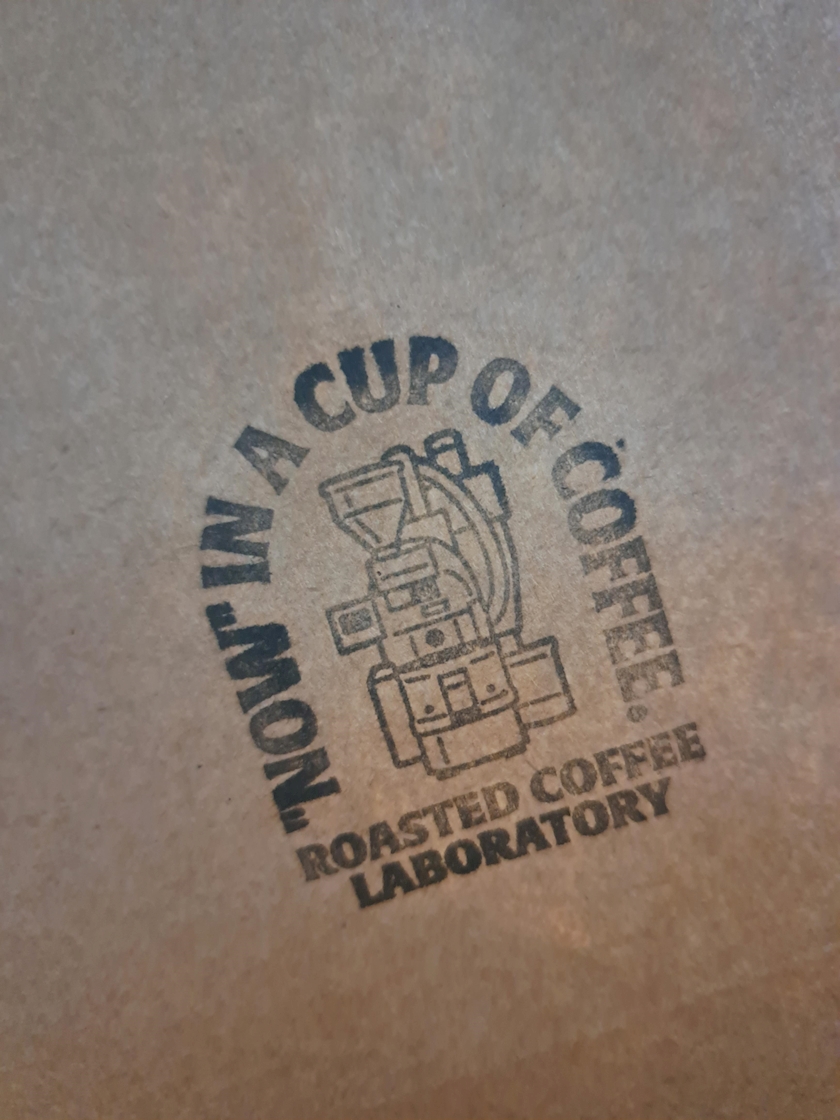 "NOW" IN A CUP OF COFFEE.
ROASTED COFFEE
LABORATORY